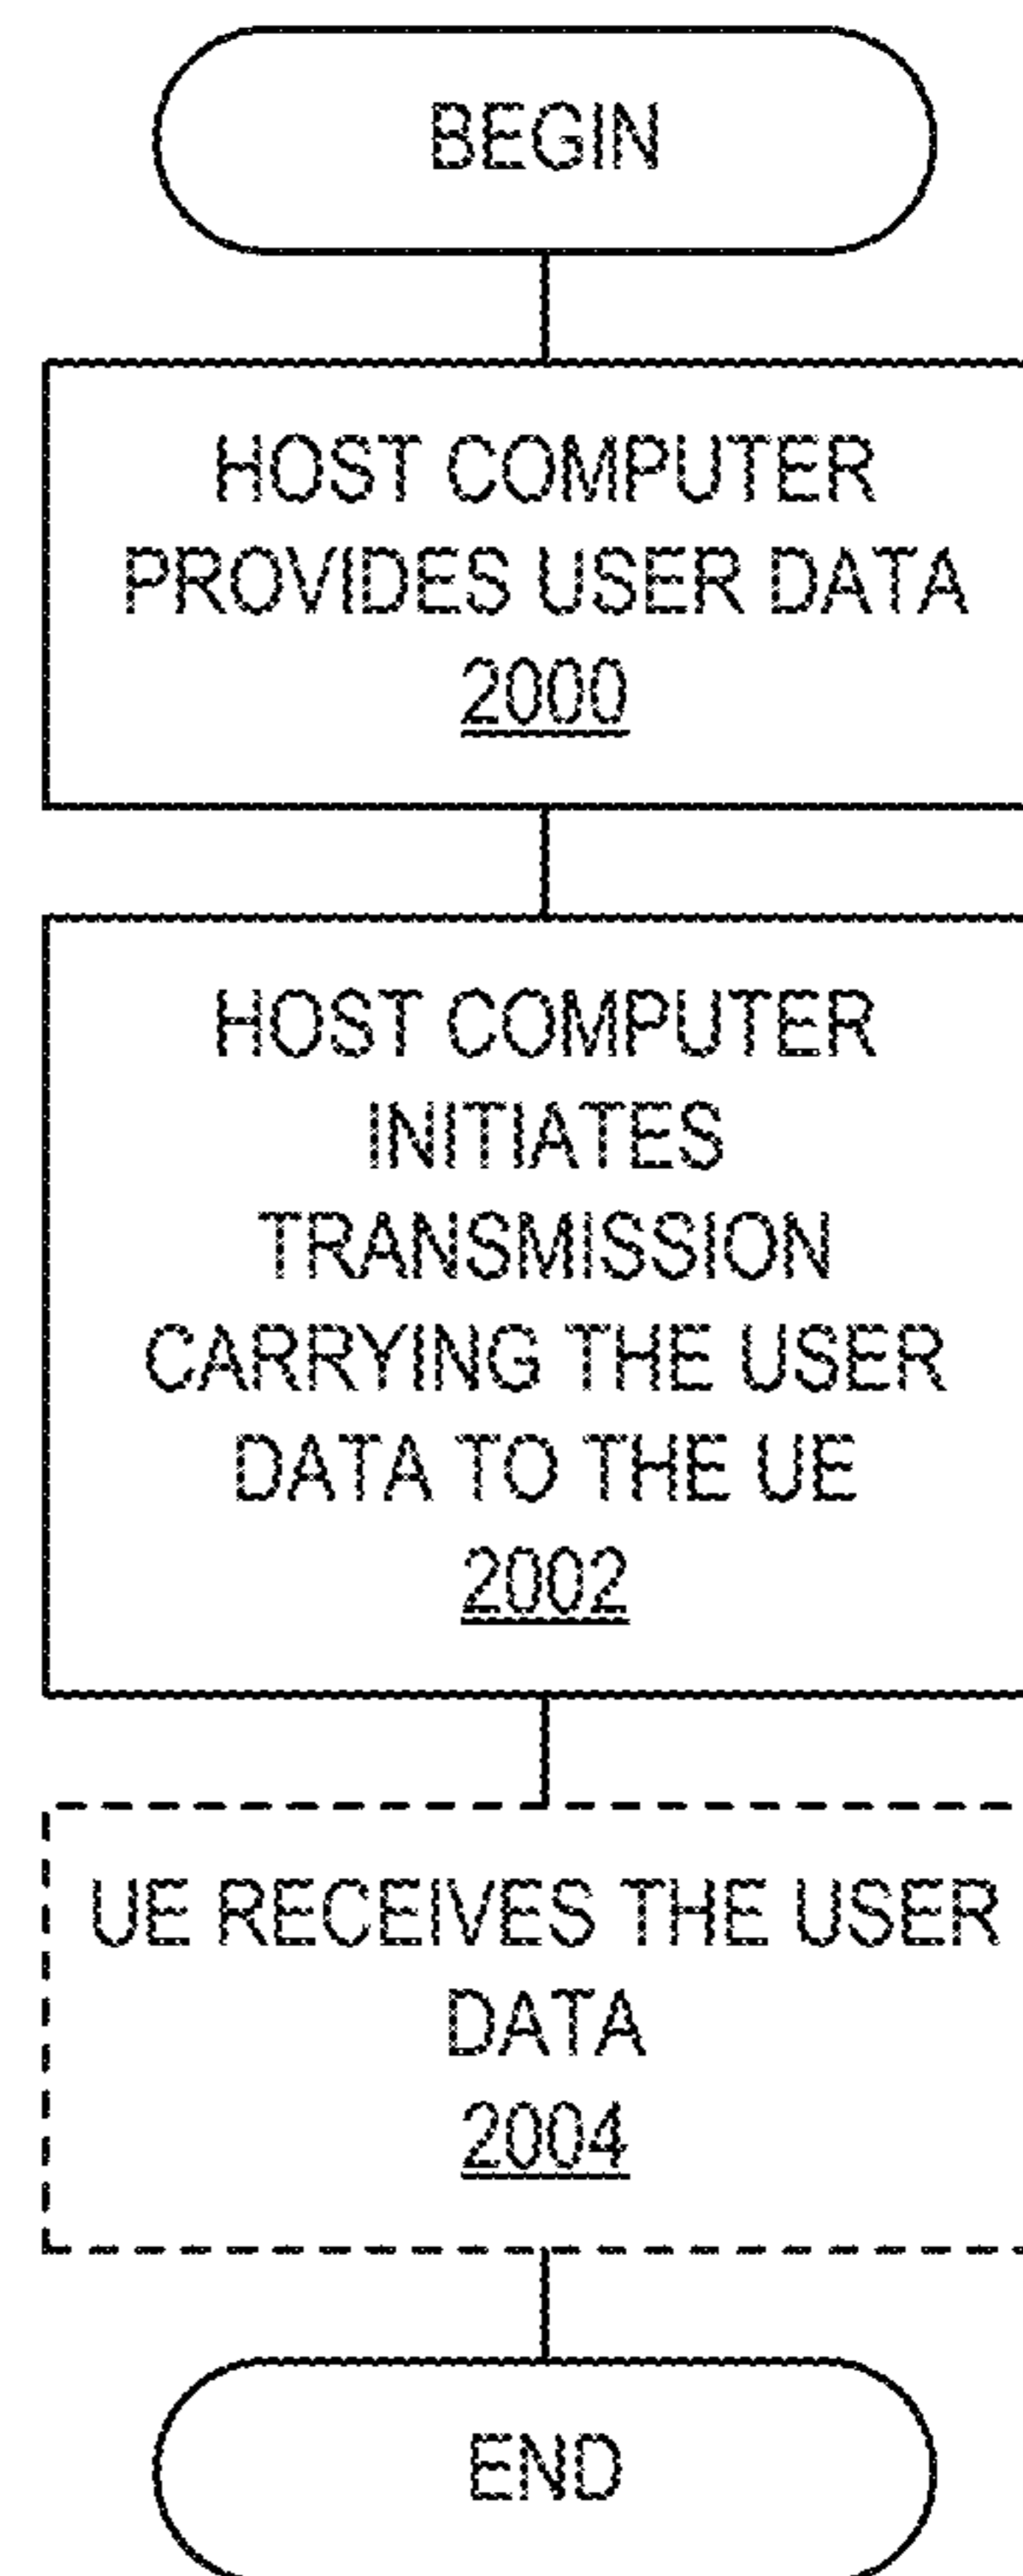 BEGIN
HOST COMPUTER
PROVIDES USER DATA
2000
HOST COMPUTER
INITIATES
TRANSMISSION
CARRYING THE USER
DATA TO THE UE
2002
UE RECEIVES THE USER
DATA
2004
END